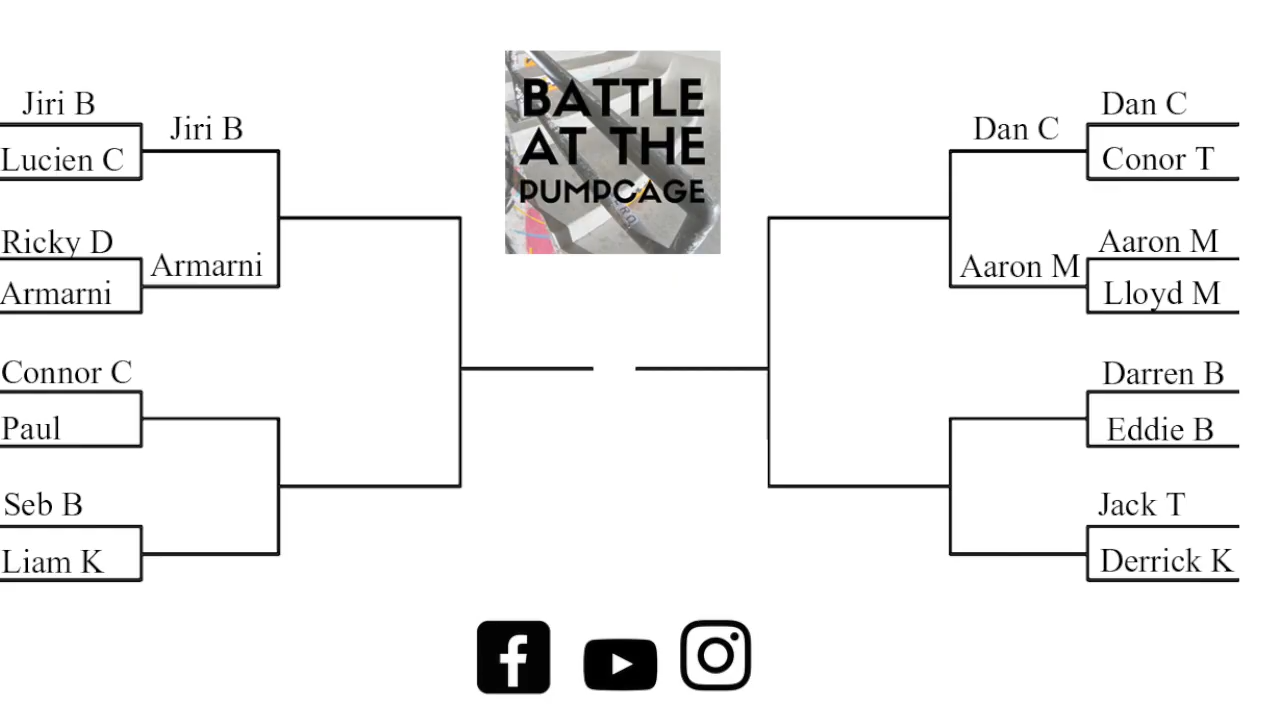 Jiri B
Lucien C
Ricky D
Armarni
Connor C
Paul
Seb B
Liam K
Jiri B
Armarni
BATTLE
AT THE
PUMPCAGE
Dan C
Aaron M
Dan C
Conor T
Aaron M
Lloyd M
Darren B
Eddie B
Jack T
Derrick K